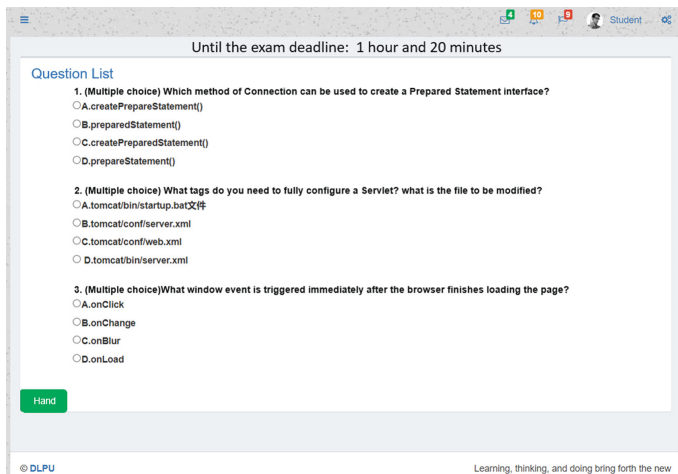 4
10
9
Student
Until the exam deadline: 1 hour and 20 minutes
Question List
1. (Multiple choice) Which method of Connection can be used to create a Prepared Statement interface?
A.createPrepareStatement()
B.preparedStatement()
C.createPreparedStatement()
D.prepareStatement()
2. (Multiple choice) What tags do you need to fully configure a Servlet? what is the file to be modified?
A.tomcat/bin/startup.bat文件
B.tomcat/conf/server.xml
C.tomcat/conf/web.xml
D.tomcat/bin/server.xml
3. (Multiple choice)What window event is triggered immediately after the browser finishes loading the page?
A.onClick
B.onChange
C.onBlur
D.onLoad
Hand
© DLPU
Learning, thinking, and doing bring forth the new